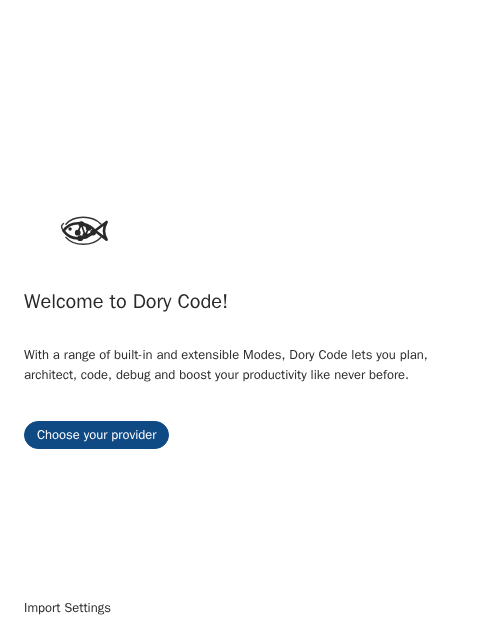 Welcome to Dory Code!
With a range of built-in and extensible Modes, Dory Code lets you plan,
architect, code, debug and boost your productivity like never before.
Choose your provider
Import Settings